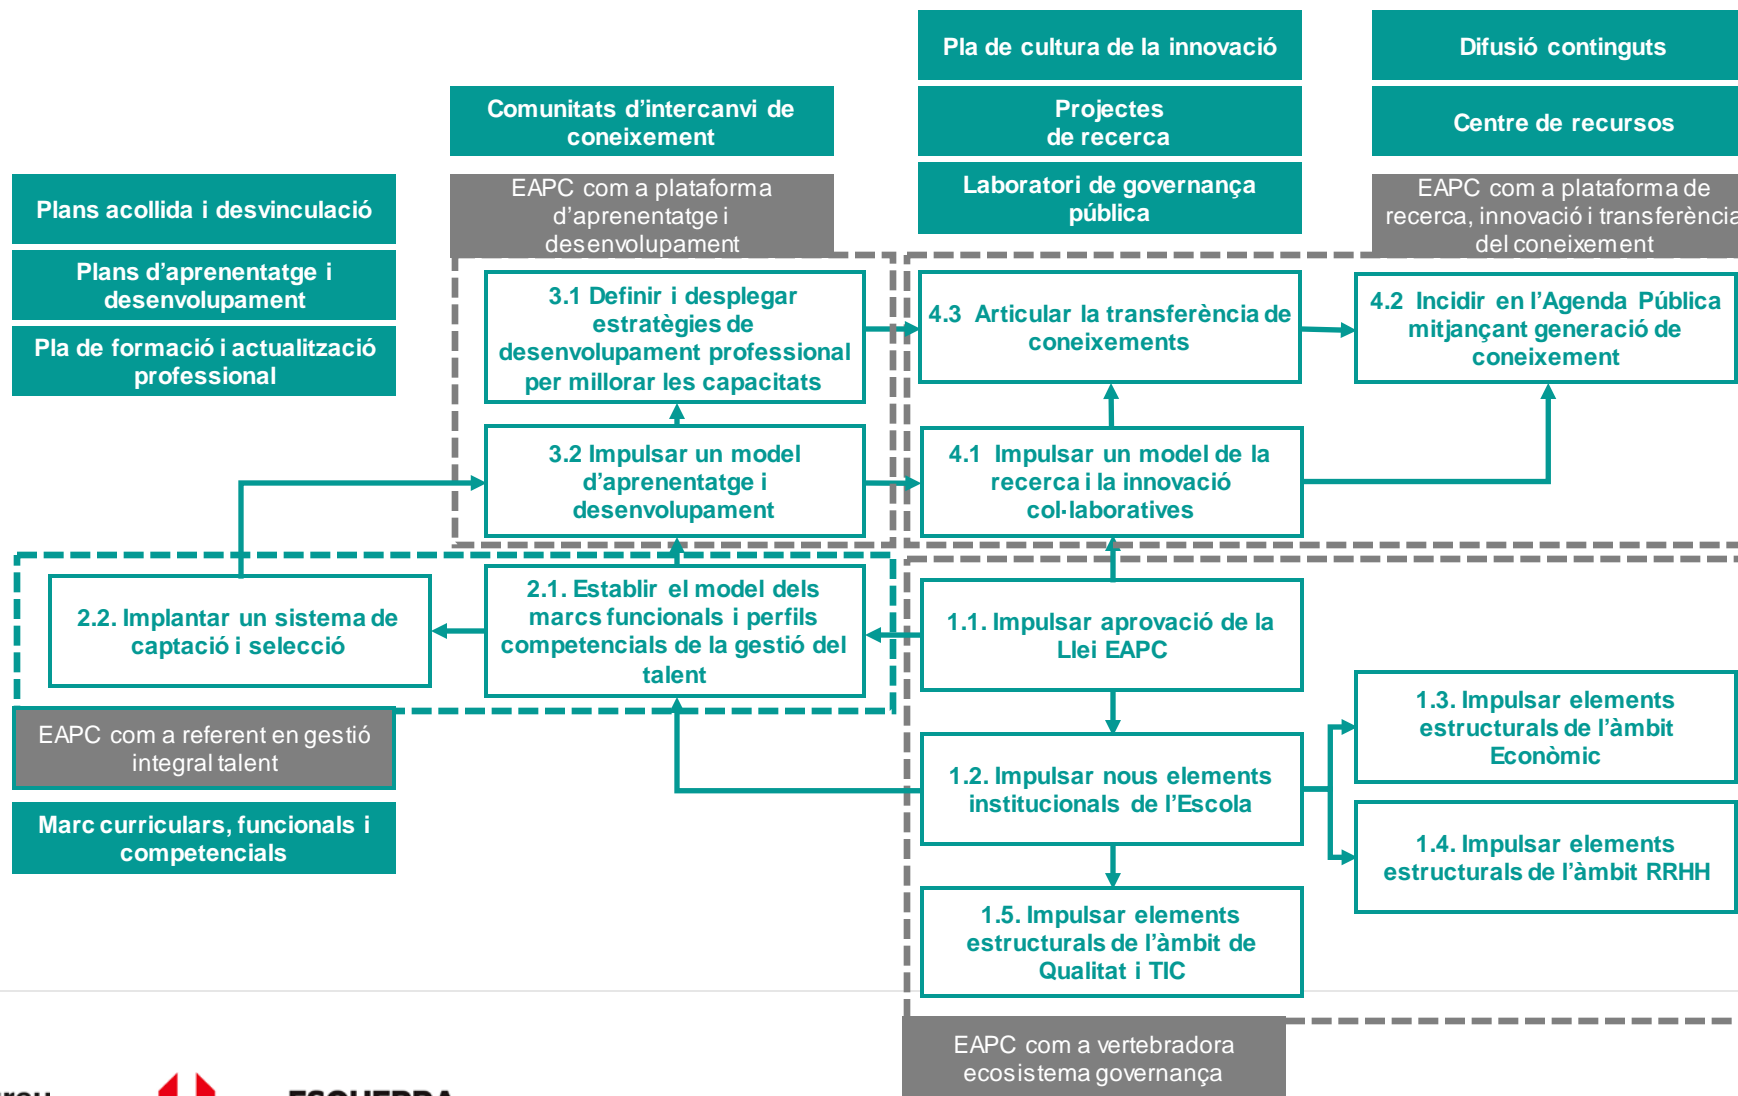 Pla de cultura de la innovació
Difusió continguts
Comunitats d’intercanvi de
coneixement
Projectes
de recerca
Centre de recursos
Plans acollida i desvinculació
EAPC com a plataforma
d’aprenentatge i
desenvolupament
Laboratori de governança
pública
EAPC com a plataforma de
recerca, innovació i transferència
del coneixement
Plans d’aprenentatge i
desenvolupament
Pla de formació i actualització
professional
3.1 Definir i desplegar
estratègies de
desenvolupament professional
per millorar les capacitats
4.3 Articular la transferència de
coneixements
4.2 Incidir en l’Agenda Pública
mitjançant generació de
coneixement
3.2 Impulsar un model
d’aprenentatge i
desenvolupament
4.1 Impulsar un model de la
recerca i la innovació
col·laboratives
2.2. Implantar un sistema de
captació i selecció
2.1. Establir el model dels
marcs funcionals i perfils
competencials de la gestió del
talent
1.1. Impulsar aprovació de la
Llei EAPC
EAPC com a referent en gestió
integral talent
1.2. Impulsar nous elements
institucionals de l’Escola
1.3. Impulsar elements
estructurals de l’àmbit
Econòmic
Marc curriculars, funcionals i
competencials
1.4. Impulsar elements
estructurals de l’àmbit RRHH
1.5. Impulsar elements
estructurals de l’àmbit de
Qualitat i TIC
EAPC com a vertebradora
ecosistema governança